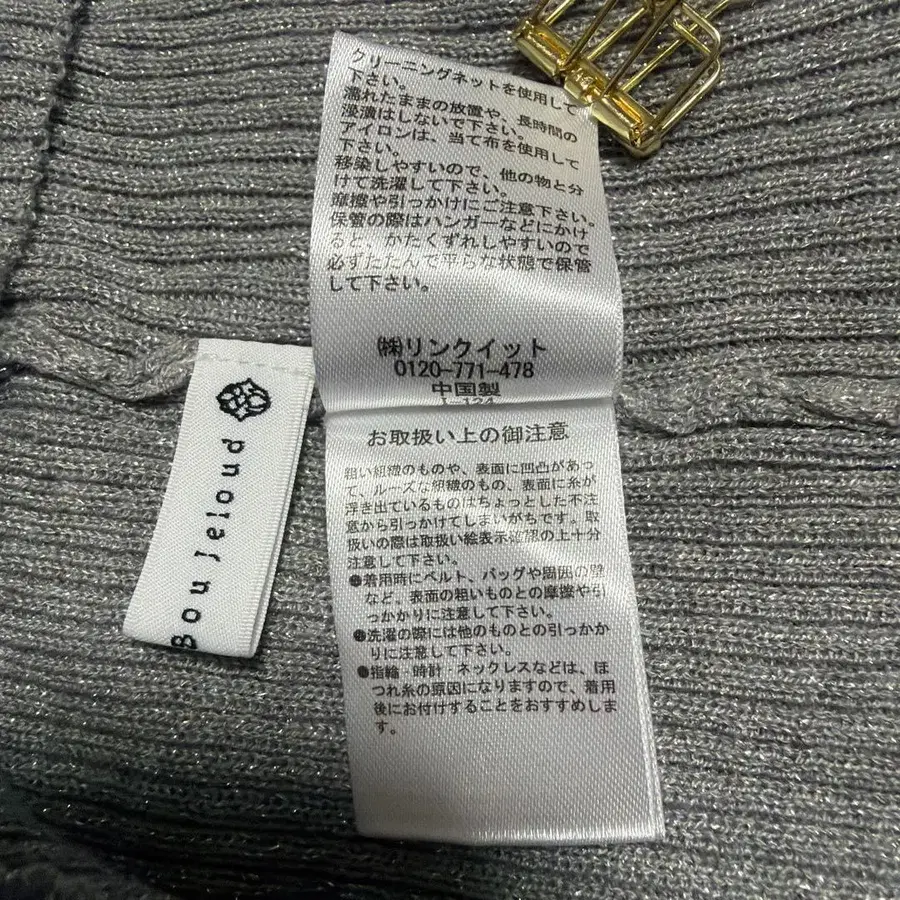 クリーニングネットを使用して
下さい。
濡れたままの放置や、長時間の
浸漬はしないで下さい。
アイロンは、当て布を使用して
下さい。
移染しやすいので、他の物と分
けて洗濯して下さい。
摩擦や引っかけにご注意下さい。
保管の際はハンガーなどにかけ
ると、かたくずれしやすいので
必ずたたんで平らな状態で保管
して下さい。
㈱リンクイット
0120-771-478
中国製
お取扱い上の御注意
粗い組織のものや、表面に凹凸があっ
て、ルーズな組織のもの、表面に糸が
浮き出ているものはちょっとした不注
意から引っかけてしまいがちです。取
扱いの際は取扱い絵表示確認の上十分
注意して下さい。
●着用時にベルト、バッグや周囲の壁
など、表面の粗いものとの摩擦や引
っかかりに注意して下さい。
●洗濯の際には他のものとの引っかか
りに注意して下さい。
●指輪・時計・ネックレスなどは、ほ
つれ糸の原因になりますので、着用
後にお付けすることをおすすめしま
す。
Bou Jeloud